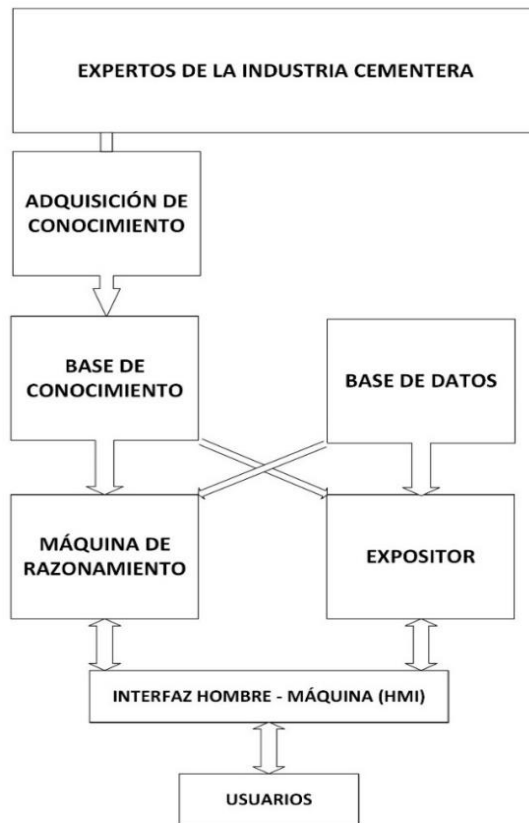 EXPERTOS DE LA INDUSTRIA CEMENTERA
ADQUISICIÓN DE
CONOCIMIENTO
BASE DE
CONOCIMIENTO
BASE DE DATOS
MÁQUINA DE
RAZONAMIENTO
EXPOSITOR
INTERFAZ HOMBRE - MÁQUINA (HMI)
USUARIOS